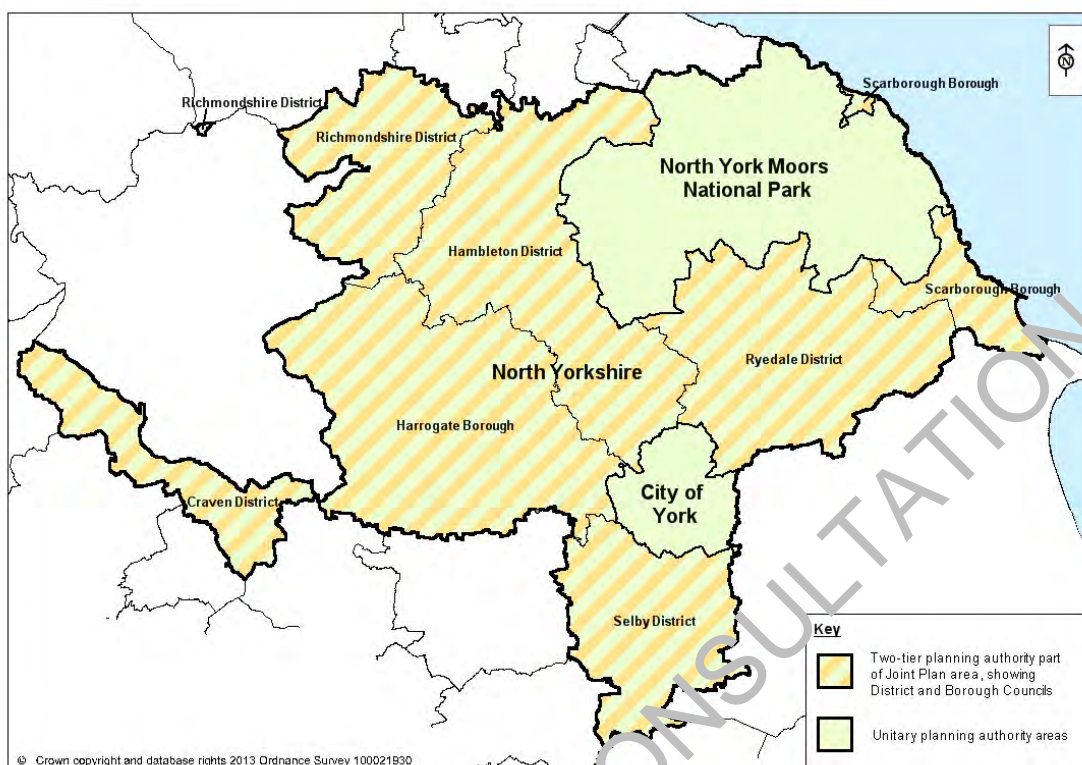 N
Scarborough Borough
Richmondshire District
Richmondshire District
North York Moors
National Park
Hambleton District
Scarborough Borough
Ryedale District
North Yorkshire
Harrogate Borough
City of
York
Craven District
Selby District
Key
Two-tier planning authority part
of Joint Plan area, showing
District and Borough Councils
Unitary planning authority areas
© Crown copyright and database rights 2013 Ordnance Survey 100021930
ONSULTATION